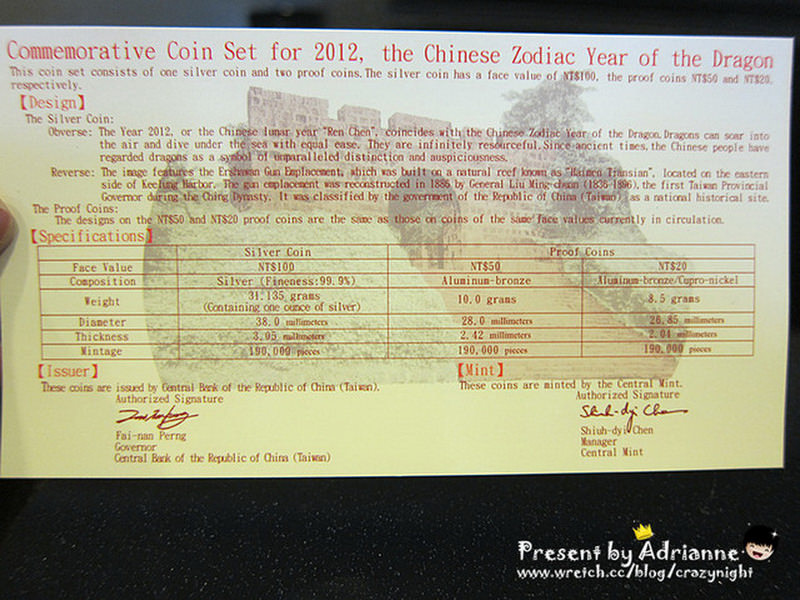 Commemorative Coin Set for 2012, the Chinese Zodiac Year of the Dragon
This coin set consists of one silver coin and two proof coins. The silver coin has a face value of NT$100, the proof coins NT$50 and NT$20,
respectively.
【Design】
The Silver Coin:
Obverse: The Year 2012, or the Chinese lunar year "Ren Chen", coincides with the Chinese Zodiac Year of the Dragon. Dragons can soar into
the air and dive under the sea with equal ease. They are infinitely resourceful. Since ancient times, the Chinese people have
regarded dragons as a symbol of unparalleled distinction and auspiciousness.
Reverse: The image features the Ershawan Gun Emplacement, which was built on a natural reef known as "Haimen Tianxian", located on the eastern
side of Keelung Harbor. The gun emplacement was reconstructed in 1886 by General Liu Ming-chuan (1836-1896), the first Taiwan Provincial
Governor during the Ching Dynasty. It was classified by the government of the Republic of China (Taiwan) as a national historical site.
The Proof Coins:
The designs on the NT$50 and NT$20 proof coins are the same as those on coins of the same face values currently in circulation.
【Specifications】
Silver Coin Proof Coins
Face Value NT$100 NT$50 NT$20
Composition Silver (Fineness:99.9%) Aluminum-bronze Aluminum-bronze/Cupro-nickel
Weight 31.135 grams (Containing one ounce of silver) 10.0 grams 8.5 grams
Diameter 38.0 millimeters 28.0 millimeters 26.85 millimeters
Thickness 3.05 millimeters 2.42 millimeters 2.04 millimeters
Mintage 190,000 pieces 190,000 pieces 190,000 pieces
【Issuer】
These coins are issued by Central Bank of the Republic of China (Taiwan).
Authorized Signature
Fai-nan Perng
Governor
Central Bank of the Republic of China (Taiwan)
【Mint】
These coins are minted by the Central Mint.
Authorized Signature
Shiuh-dyi Chen
Shiuh-dyi Chen
Manager
Central Mint
Present by Adrianne
www.wretch.cc/blog/crazynight